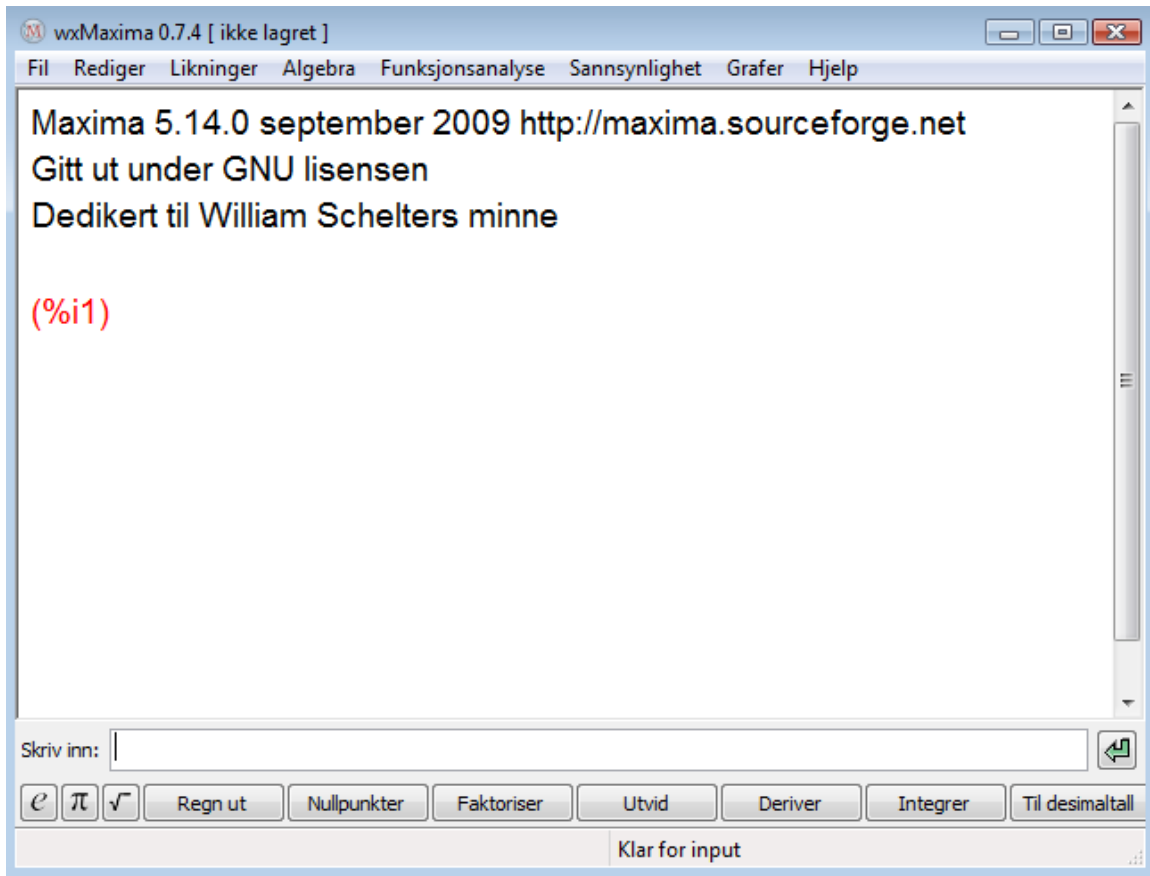 wxMaxima 0.7.4 [ ikke lagret ]
Fil Rediger Likninger Algebra Funksjonsanalyse Sannsynlighet Grafer Hjelp
Maxima 5.14.0 september 2009 http://maxima.sourceforge.net
Gitt ut under GNU lisensen
Dedikert til William Schelters minne
(%i1)
Skriv inn:
e π √ Regn ut Nullpunkter Faktoriser Utvid Deriver Integrer Til desimaltall
Klar for input